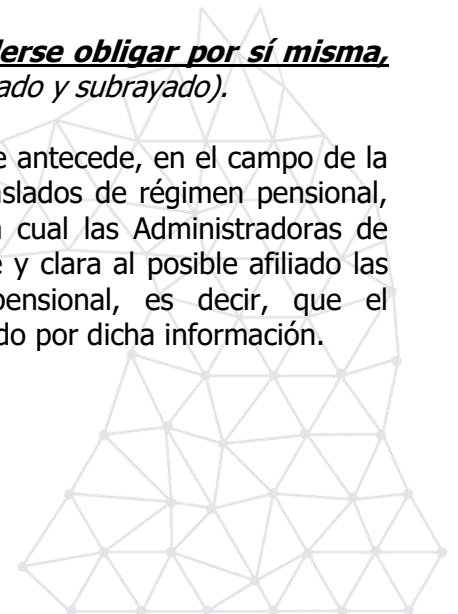 derse obligar por sí misma,
ado y subrayado).
e antecede, en el campo de la
aslados de régimen pensional,
cual las Administradoras de
e y clara al posible afiliado las
pensional, es decir, que el
do por dicha información.